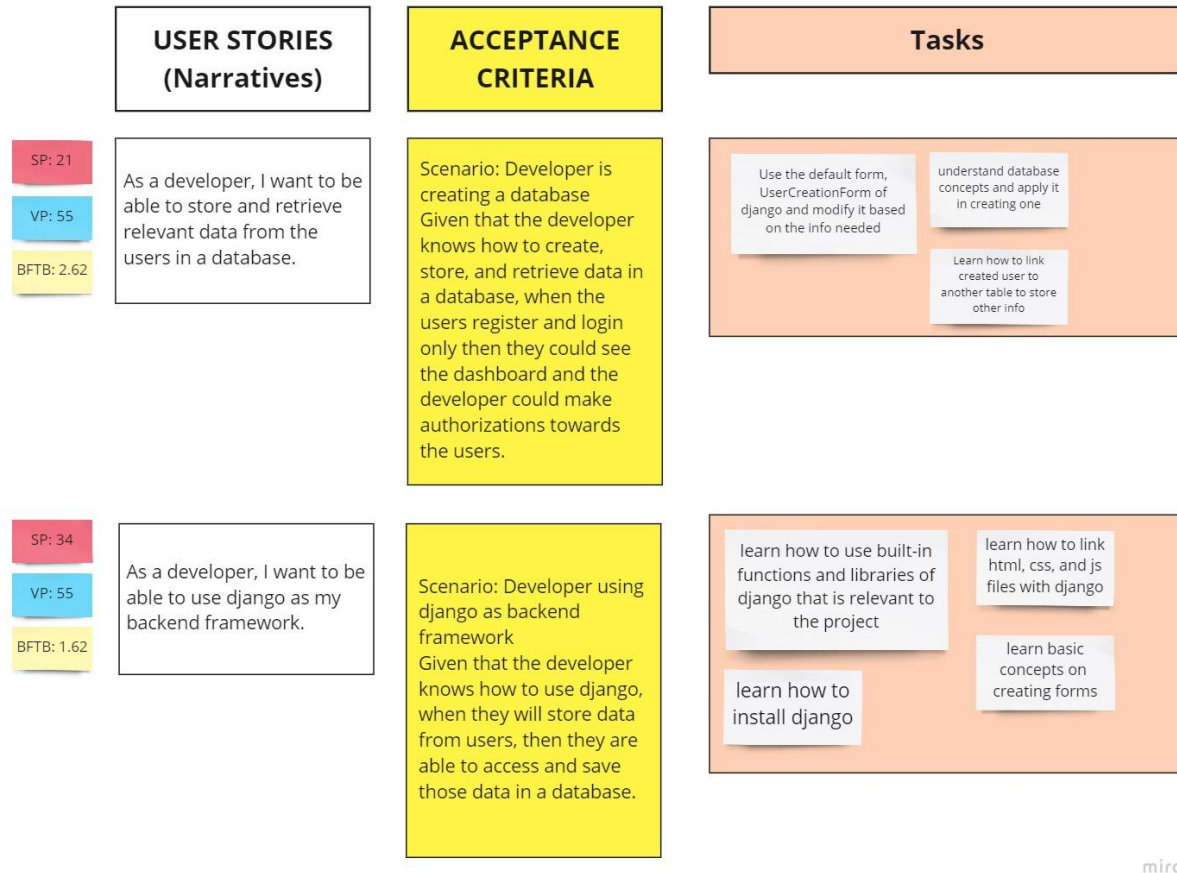 USER STORIES
(Narratives)
ACCEPTANCE
CRITERIA
Tasks
SP: 21
VP: 55
BFTB: 2.62
As a developer, I want to be
able to store and retrieve
relevant data from the
users in a database.
Scenario: Developer is
creating a database
Given that the developer
knows how to create,
store, and retrieve data in
a database, when the
users register and login
only then they could see
the dashboard and the
developer could make
authorizations towards
the users.
Use the default form,
UserCreationForm of
django and modify it based
on the info needed
understand database
concepts and apply it
in creating one
Learn how to link
created user to
another table to store
other info
SP: 34
VP: 55
BFTB: 1.62
As a developer, I want to be
able to use django as my
backend framework.
Scenario: Developer using
django as backend
framework
Given that the developer
knows how to use django,
when they will store data
from users, then they are
able to access and save
those data in a database.
learn how to use built-in
functions and libraries of
django that is relevant to
the project
learn how to link
html, css, and js
files with django
learn how to
install django
learn basic
concepts on
creating forms
miro